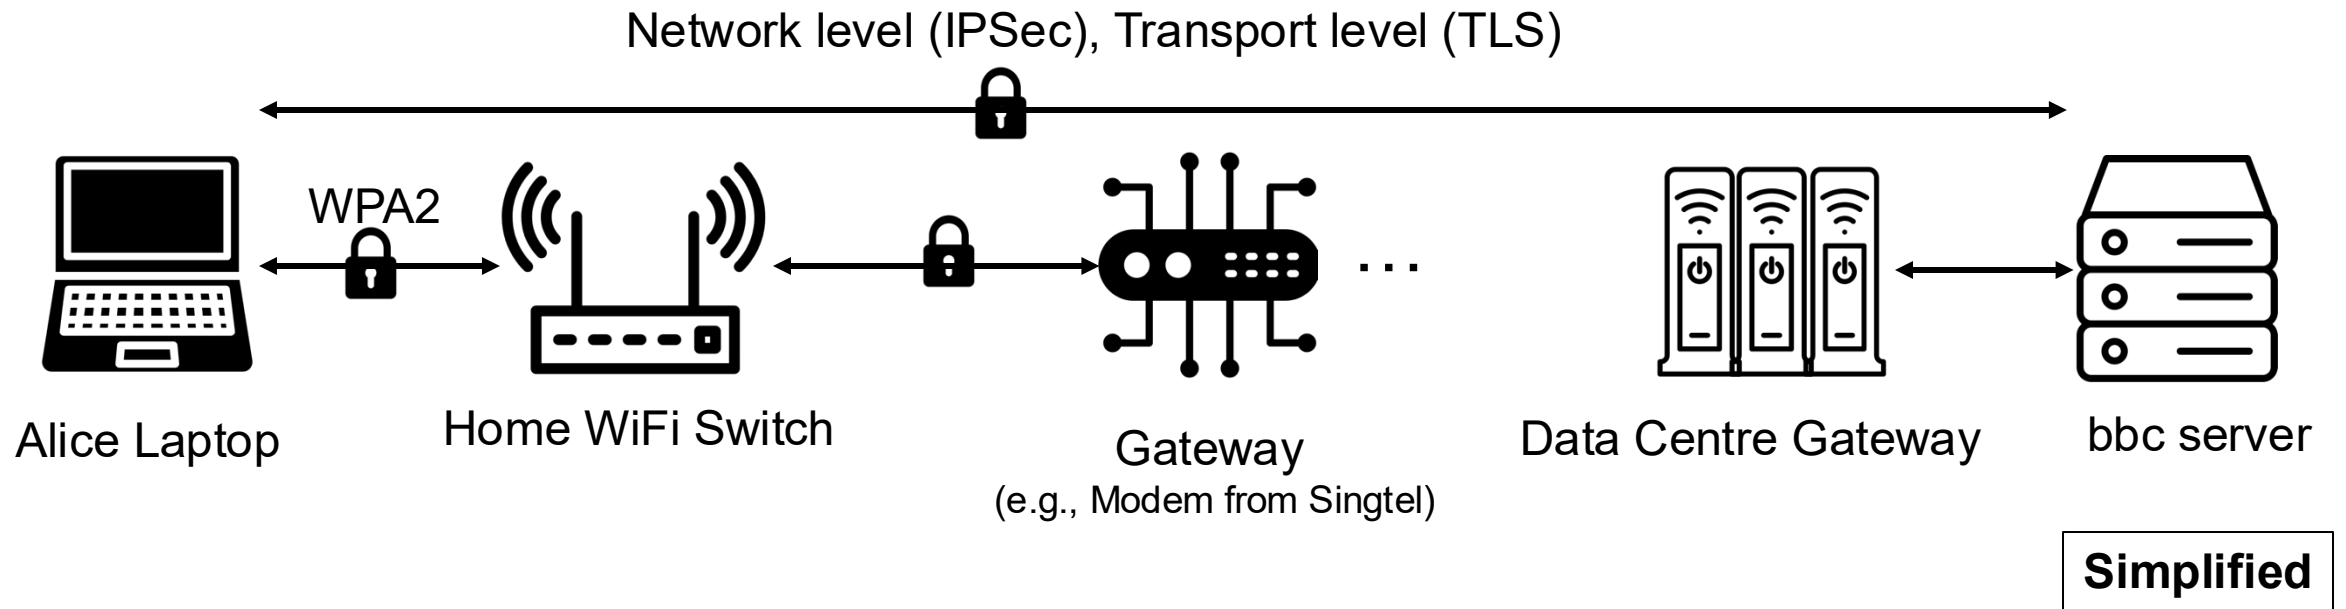 Network level (IPSec), Transport level (TLS)
WPA2
Alice Laptop
Home WiFi Switch
Gateway
(e.g., Modem from Singtel)
...
Data Centre Gateway
bbc server
Simplified